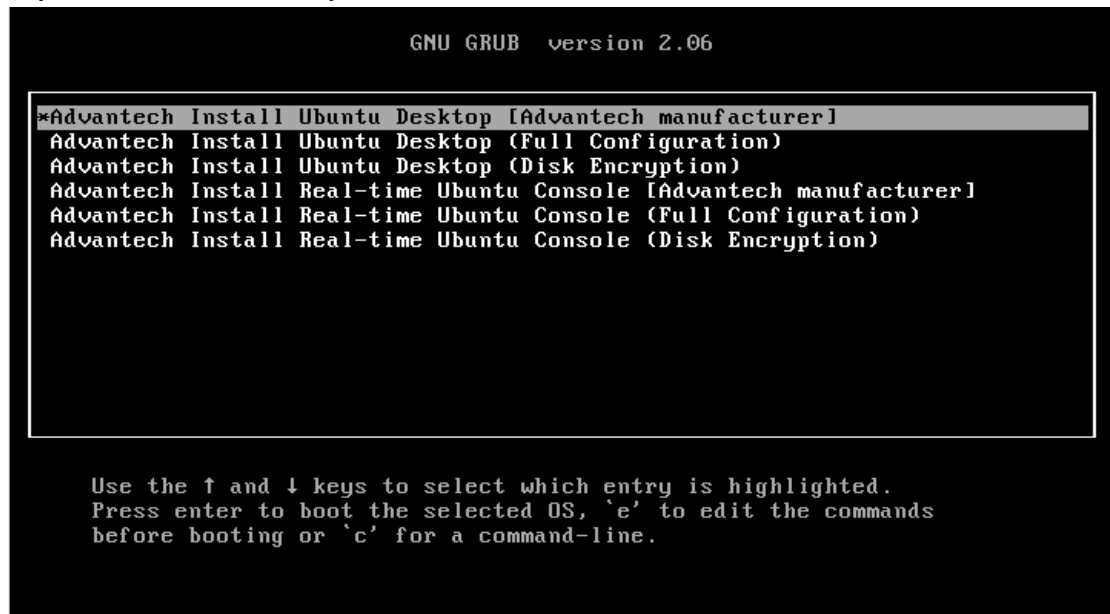 GNU GRUB version 2.06
*Advantech Install Ubuntu Desktop [Advantech manufacturer]
Advantech Install Ubuntu Desktop (Full Configuration)
Advantech Install Ubuntu Desktop (Disk Encryption)
Advantech Install Real-time Ubuntu Console [Advantech manufacturer]
Advantech Install Real-time Ubuntu Console (Full Configuration)
Advantech Install Real-time Ubuntu Console (Disk Encryption)
Use the ↑ and ↓ keys to select which entry is highlighted.
Press enter to boot the selected OS, `e' to edit the commands
before booting or `c' for a command-line.